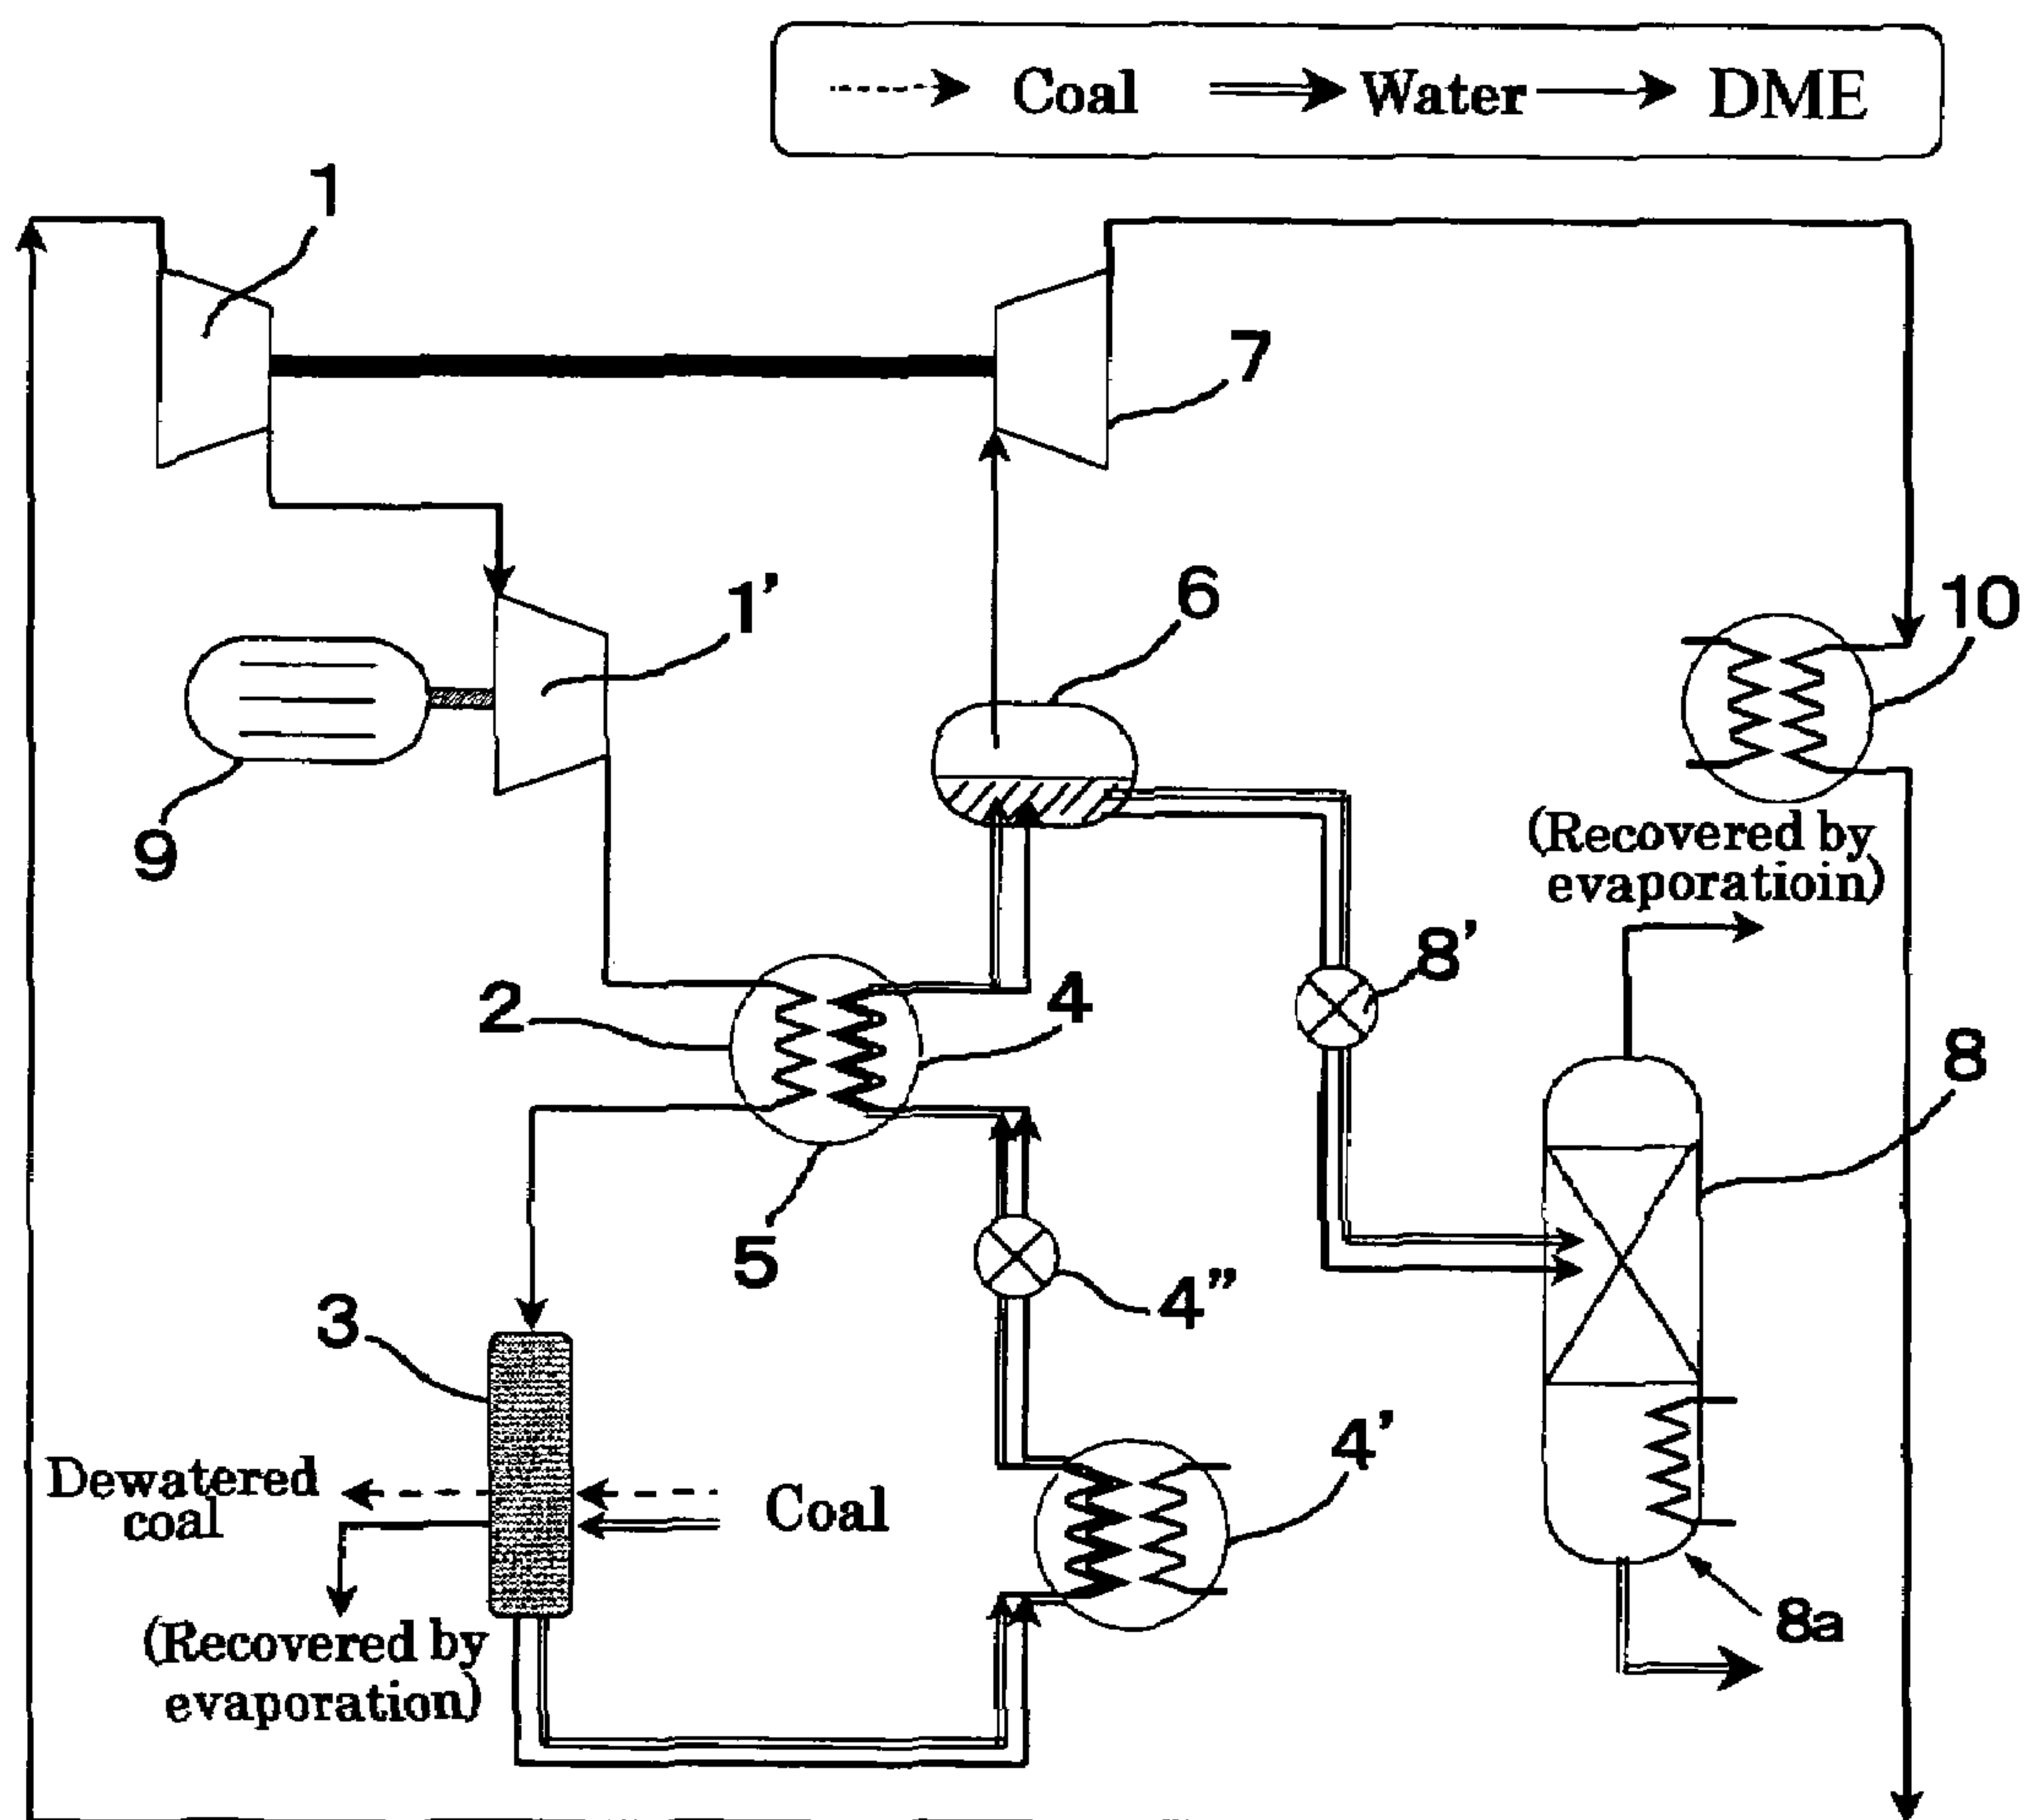 Coal Water DME
1
7
1'
6
10
9
(Recovered by
evaporatioin)
8'
2
4
8
5
4"
3
4'
Dewatered
coal
Coal
8a
(Recovered by
evaporation)